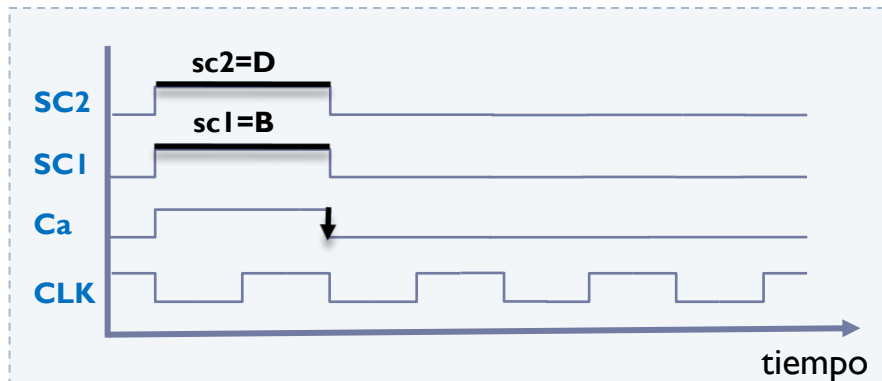 sc2=D
SC2
sc1=B
SC1
Ca
CLK
tiempo